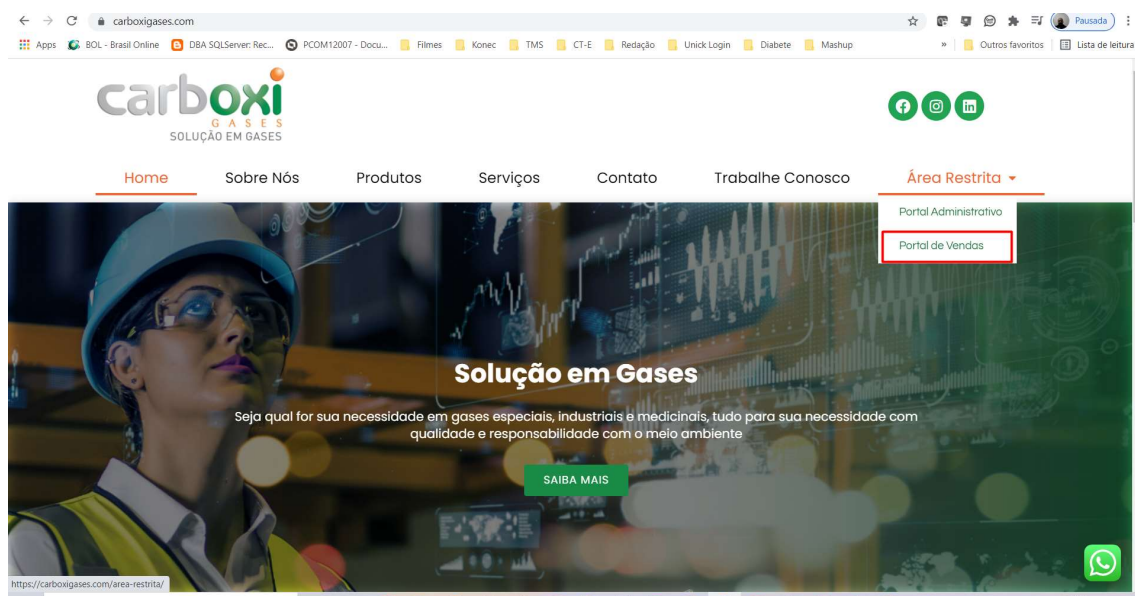 carboxigases.com
Pausada
Apps BOL - Brasil Online DBA SQLServer: Rec... PCOM12007 - Docu... Filmes Konec TMS CT-E Redação Unick Login Diabete Mashup » Outros favoritos Lista de leitura
carboxi
GASES
SOLUÇÃO EM GASES
Home Sobre Nós Produtos Serviços Contato Trabalhe Conosco Área Restrita
Portal Administrativo
Portal de Vendas
Solução em Gases
Seja qual for sua necessidade em gases especiais, industriais e medicinais, tudo para sua necessidade com
qualidade e responsabilidade com o meio ambiente
SAIBA MAIS
https://carboxigases.com/area-restrita/